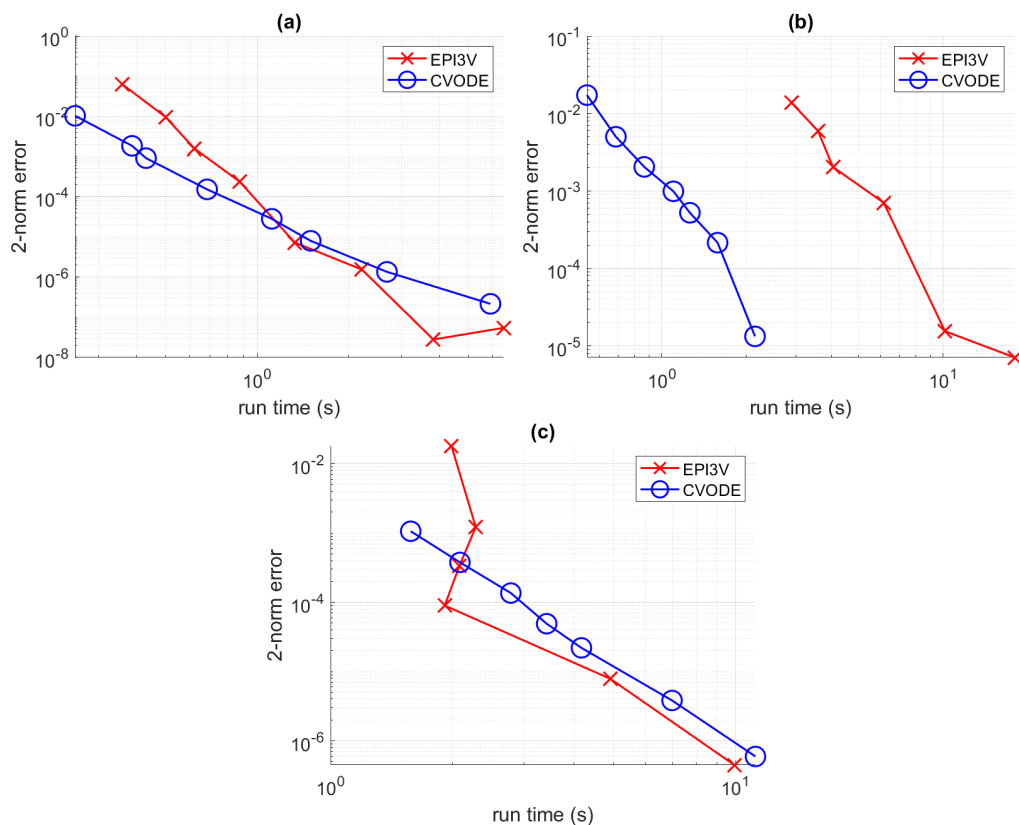 (a)
10^0
10^-2
10^-4
10^-6
10^-8
2-norm error
EPI3V
CVODE
10^0
run time (s)
(b)
10^-1
10^-2
10^-3
10^-4
10^-5
2-norm error
EPI3V
CVODE
10^0
10^1
run time (s)
(c)
10^-2
10^-4
10^-6
2-norm error
EPI3V
CVODE
10^0
10^1
run time (s)